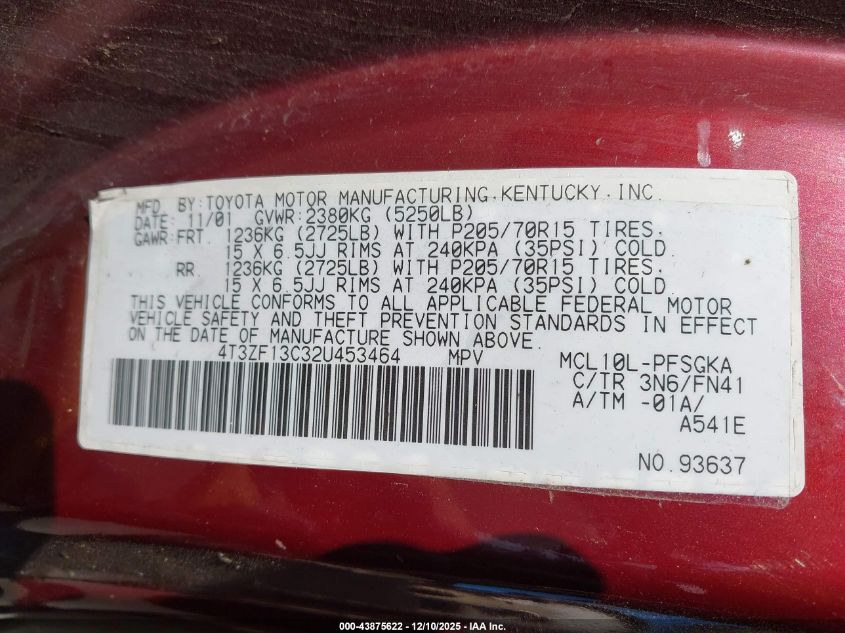 MFD. BY:TOYOTA MOTOR MANUFACTURING.KENTUCKY.INC.
DATE: 11/01 GVWR:2380KG (5250LB)
GAWR:FRT. 1236KG (2725LB) WITH P205/70R15 TIRES.
15 X 6.5JJ RIMS AT 240KPA (35PSI) COLD
RR. 1236KG (2725LB) WITH P205/70R15 TIRES.
15 X 6.5JJ RIMS AT 240KPA (35PSI) COLD
THIS VEHICLE CONFORMS TO ALL APPLICABLE FEDERAL MOTOR
VEHICLE SAFETY AND THEFT PREVENTION STANDARDS IN EFFECT
ON THE DATE OF MANUFACTURE SHOWN ABOVE.
4T3ZF13C32U453464 MPV MCL10L-PFSGKA
C/TR 3N6/FN41
A/TM -01A/
A541E
NO.93637
000-43875622 - 12/10/2025 - IAA Inc.